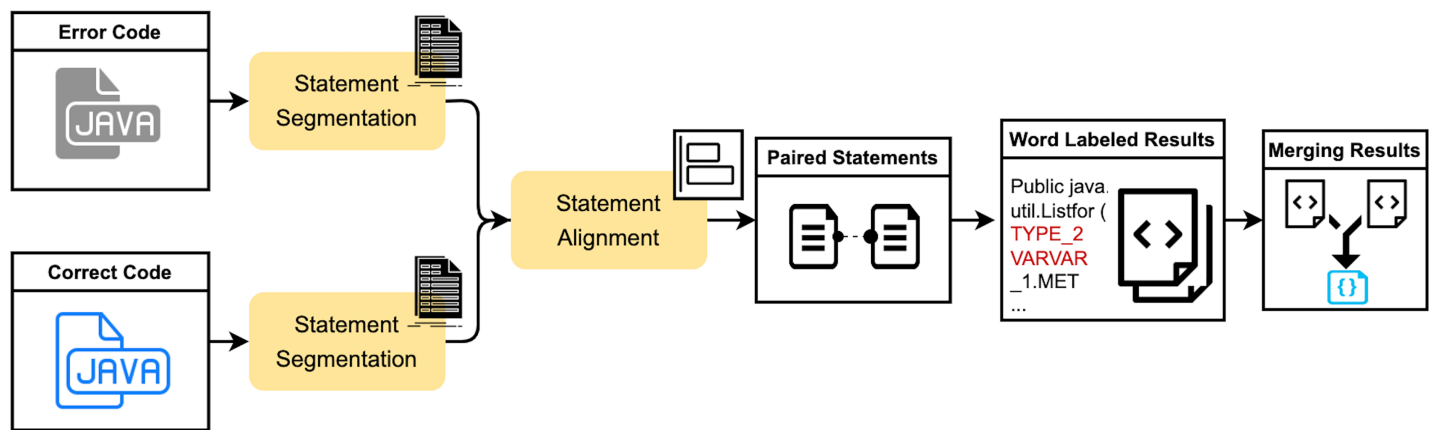 Error Code
JAVA
Statement
Segmentation
Correct Code
JAVA
Statement
Segmentation
Statement
Alignment
Paired Statements
Word Labeled Results
Public java.
util.Listfor (
TYPE_2
VARVAR
_1.MET
...
Merging Results